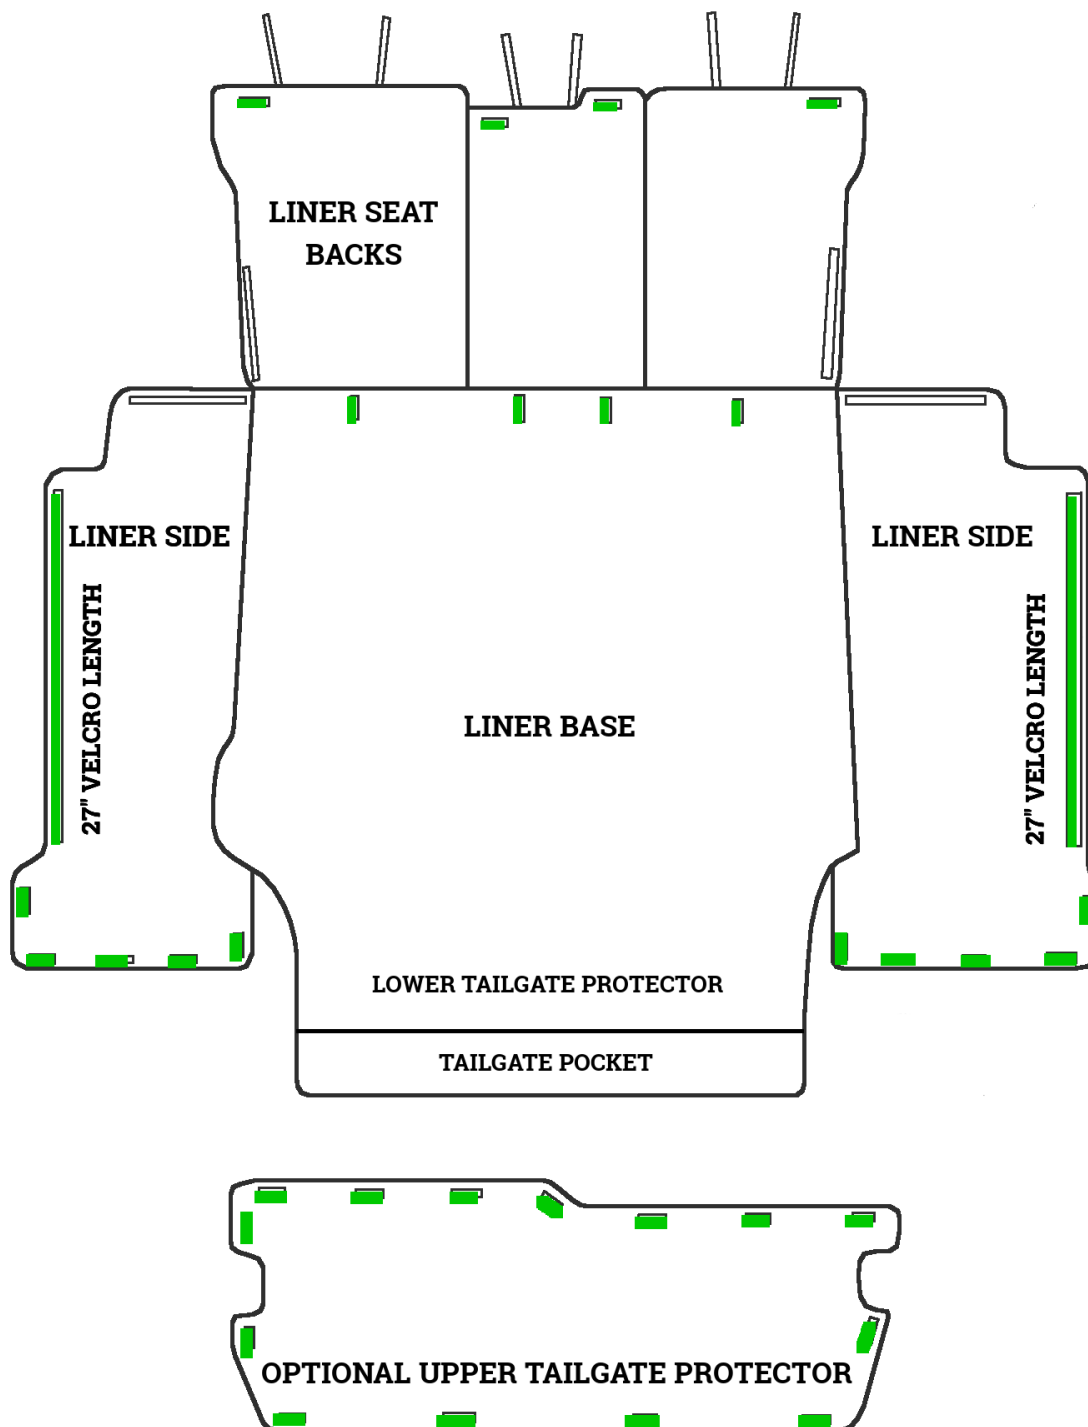 LINER SEAT
BACKS
LINER SIDE
LINER SIDE
27" VELCRO LENGTH
27" VELCRO LENGTH
LINER BASE
LOWER TAILGATE PROTECTOR
TAILGATE POCKET
OPTIONAL UPPER TAILGATE PROTECTOR